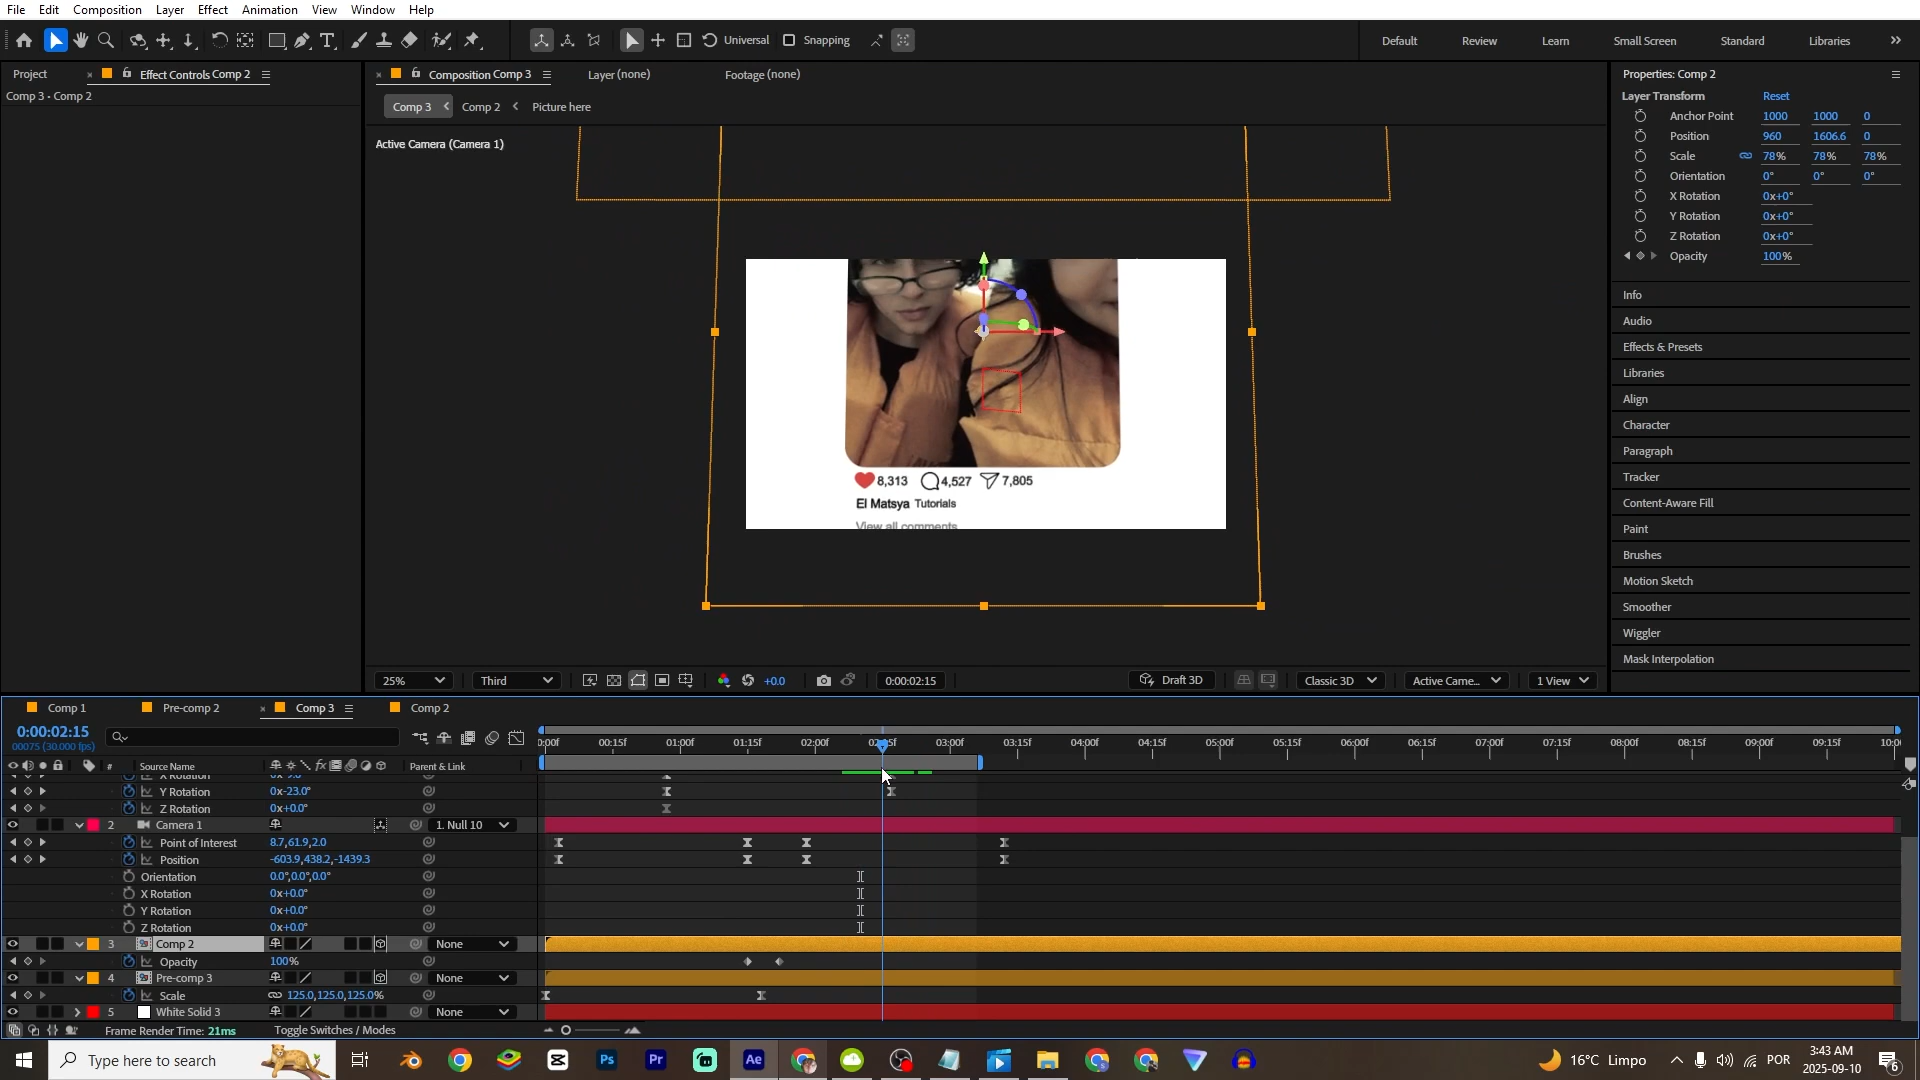 File Edit Composition Layer Effect Animation View Window Help
Universal Snapping Default Review Learn Small Screen Standard Libraries
Project Effect Controls Comp 2
Comp 3 • Comp 2
Composition Comp 3 Layer (none) Footage (none)
Comp 3 Comp 2 Picture here
Active Camera (Camera 1)
8,313 4,527 7,805
El Matsya Tutorials
View all comments
25% Third +0.0 0:00:02:15 Draft 3D Classic 3D Active Came... 1 View
Properties: Comp 2
Layer Transform Reset
Anchor Point 1000 1000 0
Position 960 1606.6 0
Scale 78% 78% 78%
Orientation 0° 0° 0°
X Rotation 0x+0°
Y Rotation 0x+0°
Z Rotation 0x+0°
Opacity 100%
Info
Audio
Effects & Presets
Libraries
Align
Character
Paragraph
Tracker
Content-Aware Fill
Paint
Brushes
Motion Sketch
Smoother
Wiggler
Mask Interpolation
Comp 1 Pre-comp 2 Comp 3 Comp 2
0:00:02:15
00075 (30.000 fps)
0:00f 00:15f 01:00f 01:15f 02:00f 02:15f 03:00f 03:15f 04:00f 04:15f 05:00f 05:15f 06:00f 06:15f 07:00f 07:15f 08:00f 08:15f 09:00f 09:15f 10:0
# Source Name Parent & Link
X Rotation
Y Rotation 0x-23.0°
Z Rotation 0x+0.0°
2 Camera 1 1. Null 10
Point of Interest 8.7,61.9,2.0
Position -603.9,438.2,-1439.3
Orientation 0.0°,0.0°,0.0°
X Rotation 0x+0.0°
Y Rotation 0x+0.0°
Z Rotation 0x+0.0°
3 Comp 2 None
Opacity 100%
4 Pre-comp 3 None
Scale 125.0,125.0,125.0%
5 White Solid 3 None
Frame Render Time: 21ms Toggle Switches / Modes
Type here to search
Ps Pr Ae
16°C Limpo POR
3:43 AM
2025-09-10
6